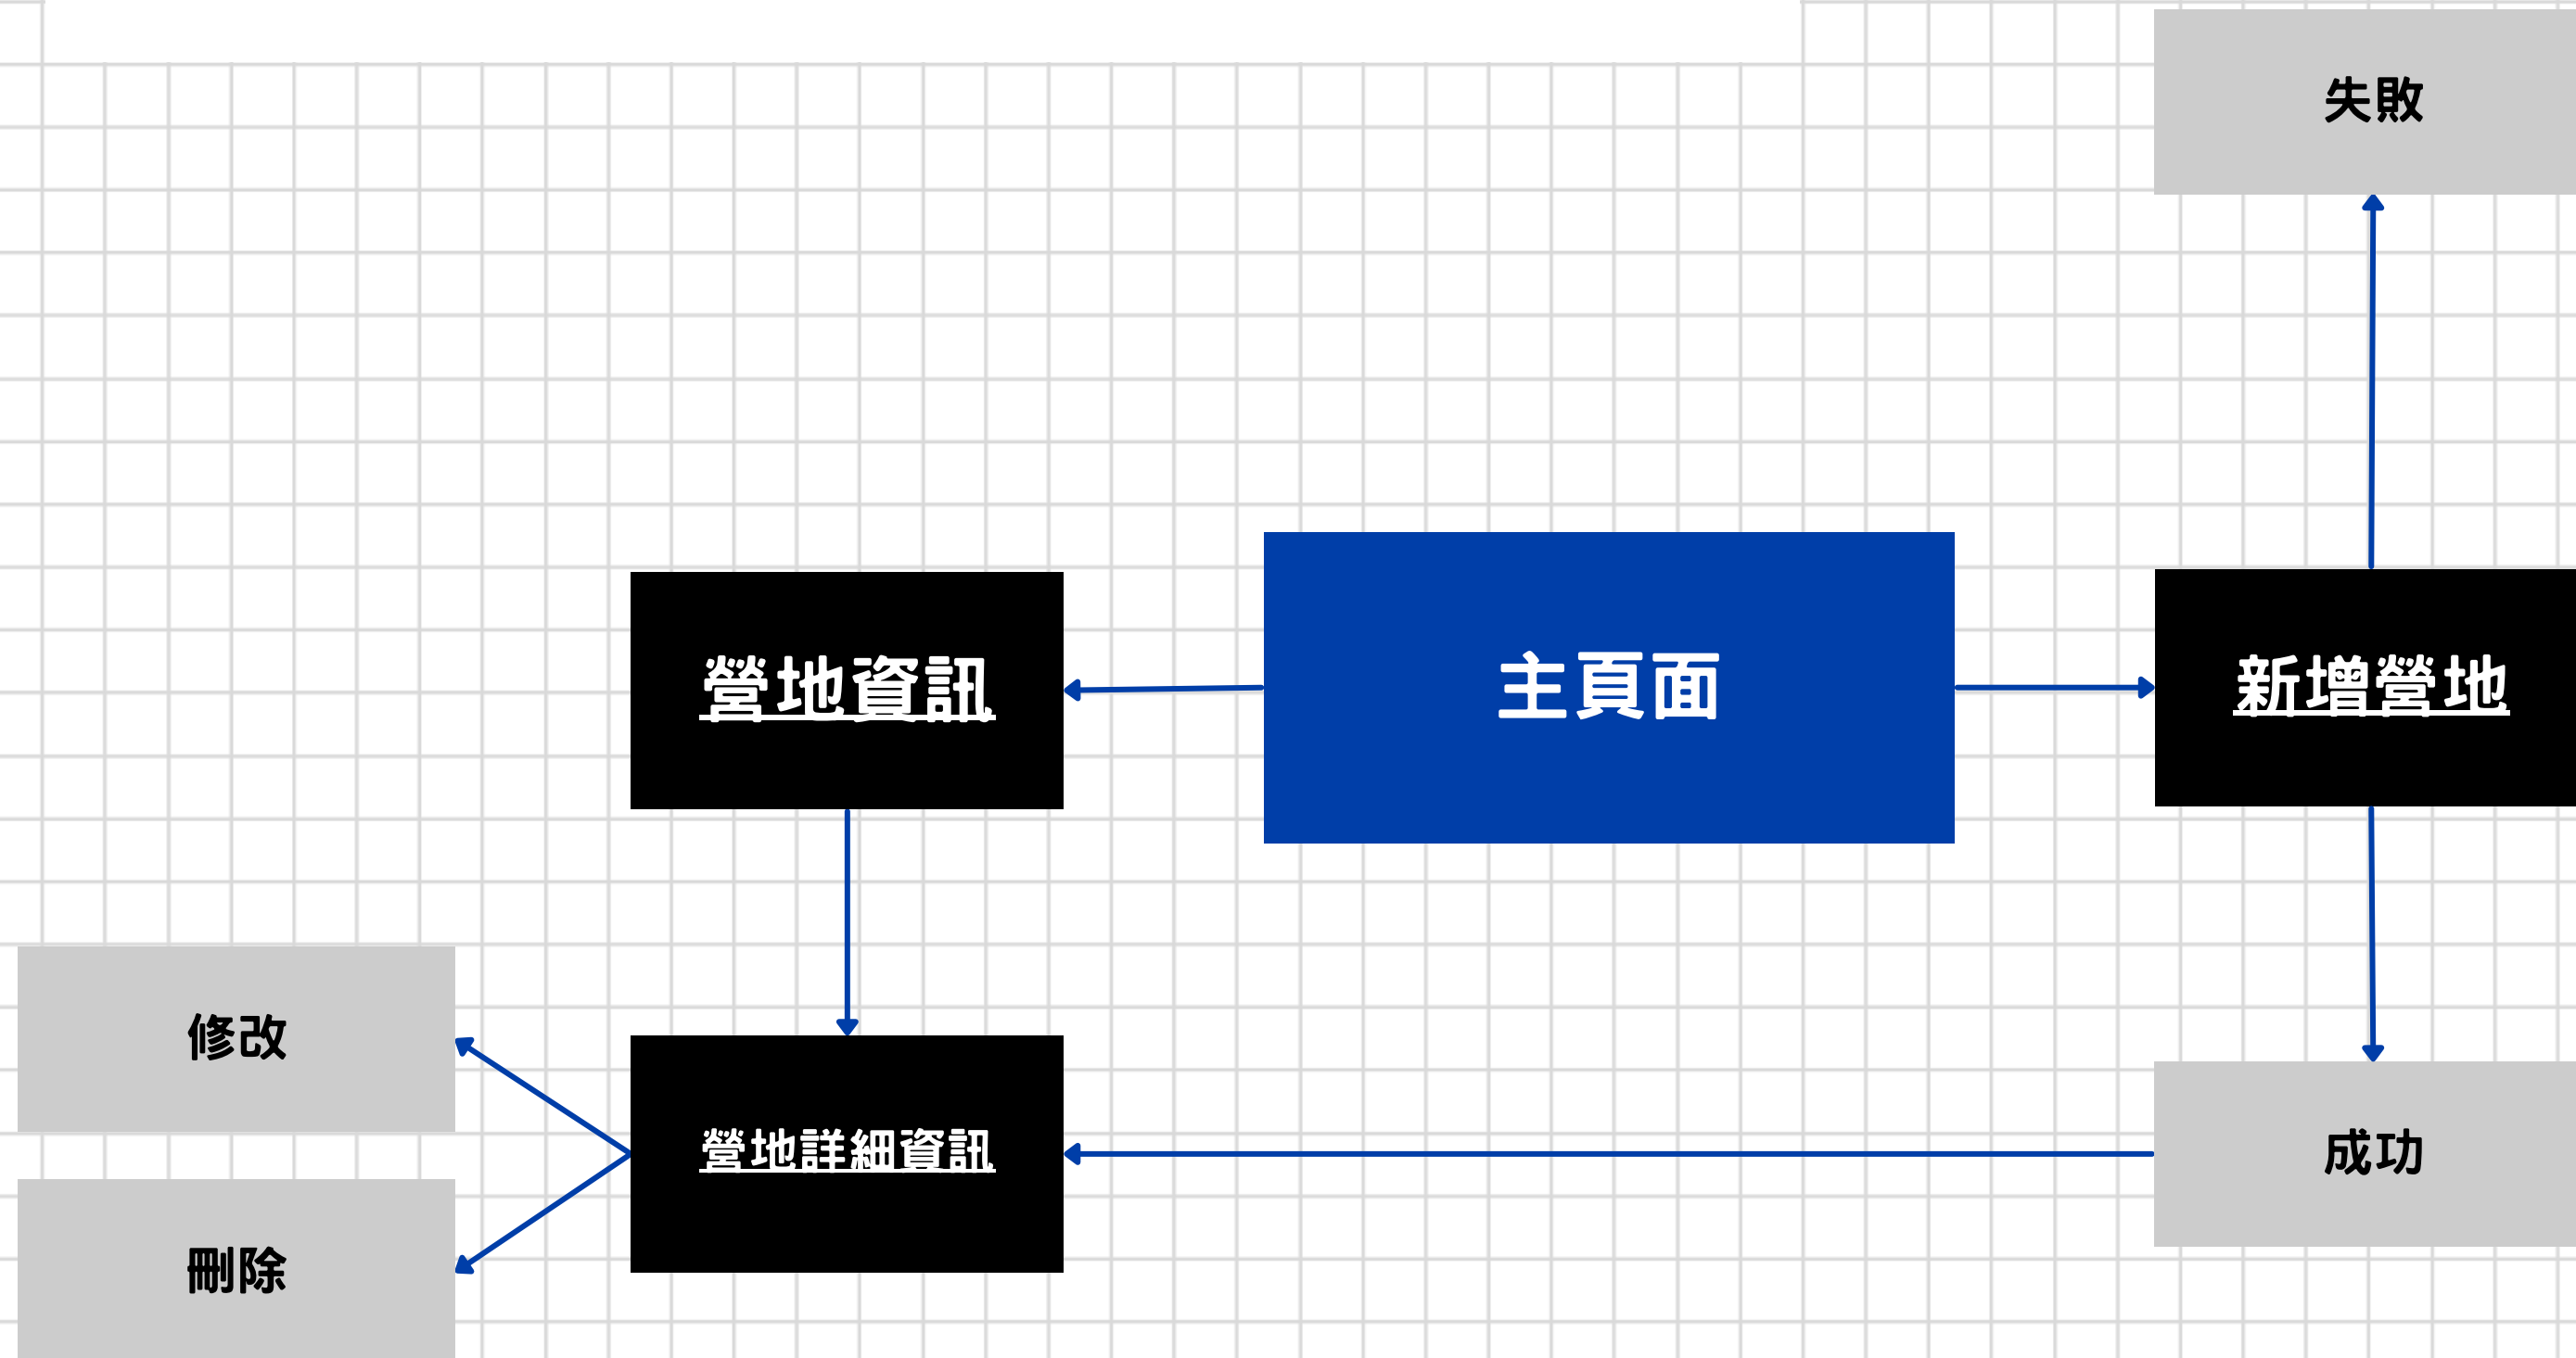 失敗
營地資訊
主頁面
新增營地
修改
營地詳細資訊
成功
刪除